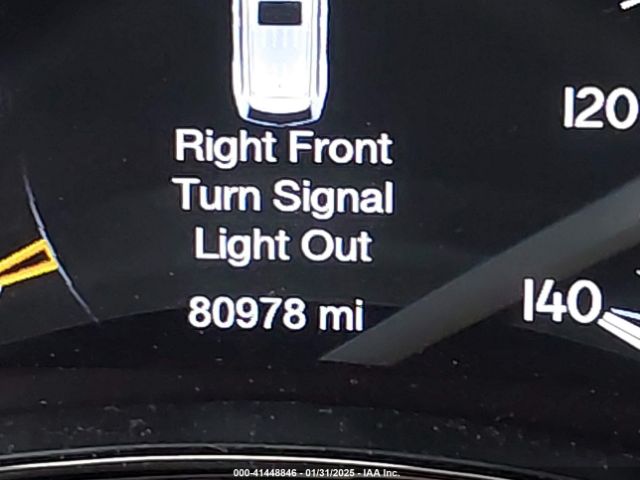 120
Right Front
Turn Signal
Light Out
140
80978 mi
000-41448846 - 01/31/2025 - IAA Inc.